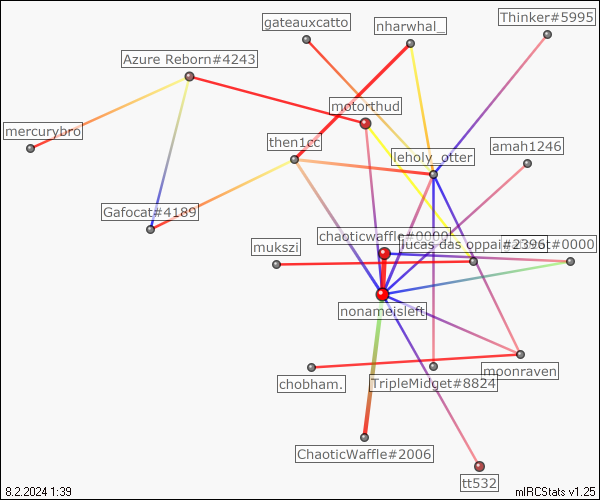 Thinker#5995
gateauxcatto
nharwhal_
Azure Reborn#4243
motorthud
mercurybro
then1cc
amah1246
leholy_otter
Gafocat#4189
chaoticwaffle#0000
lucas das oppai#2396
#0000
mukszi
nonameisleft
moonraven
chobham.
TripleMidget#8824
ChaoticWaffle#2006
tt532
8.2.2024 1:39
mIRCStats v1.25